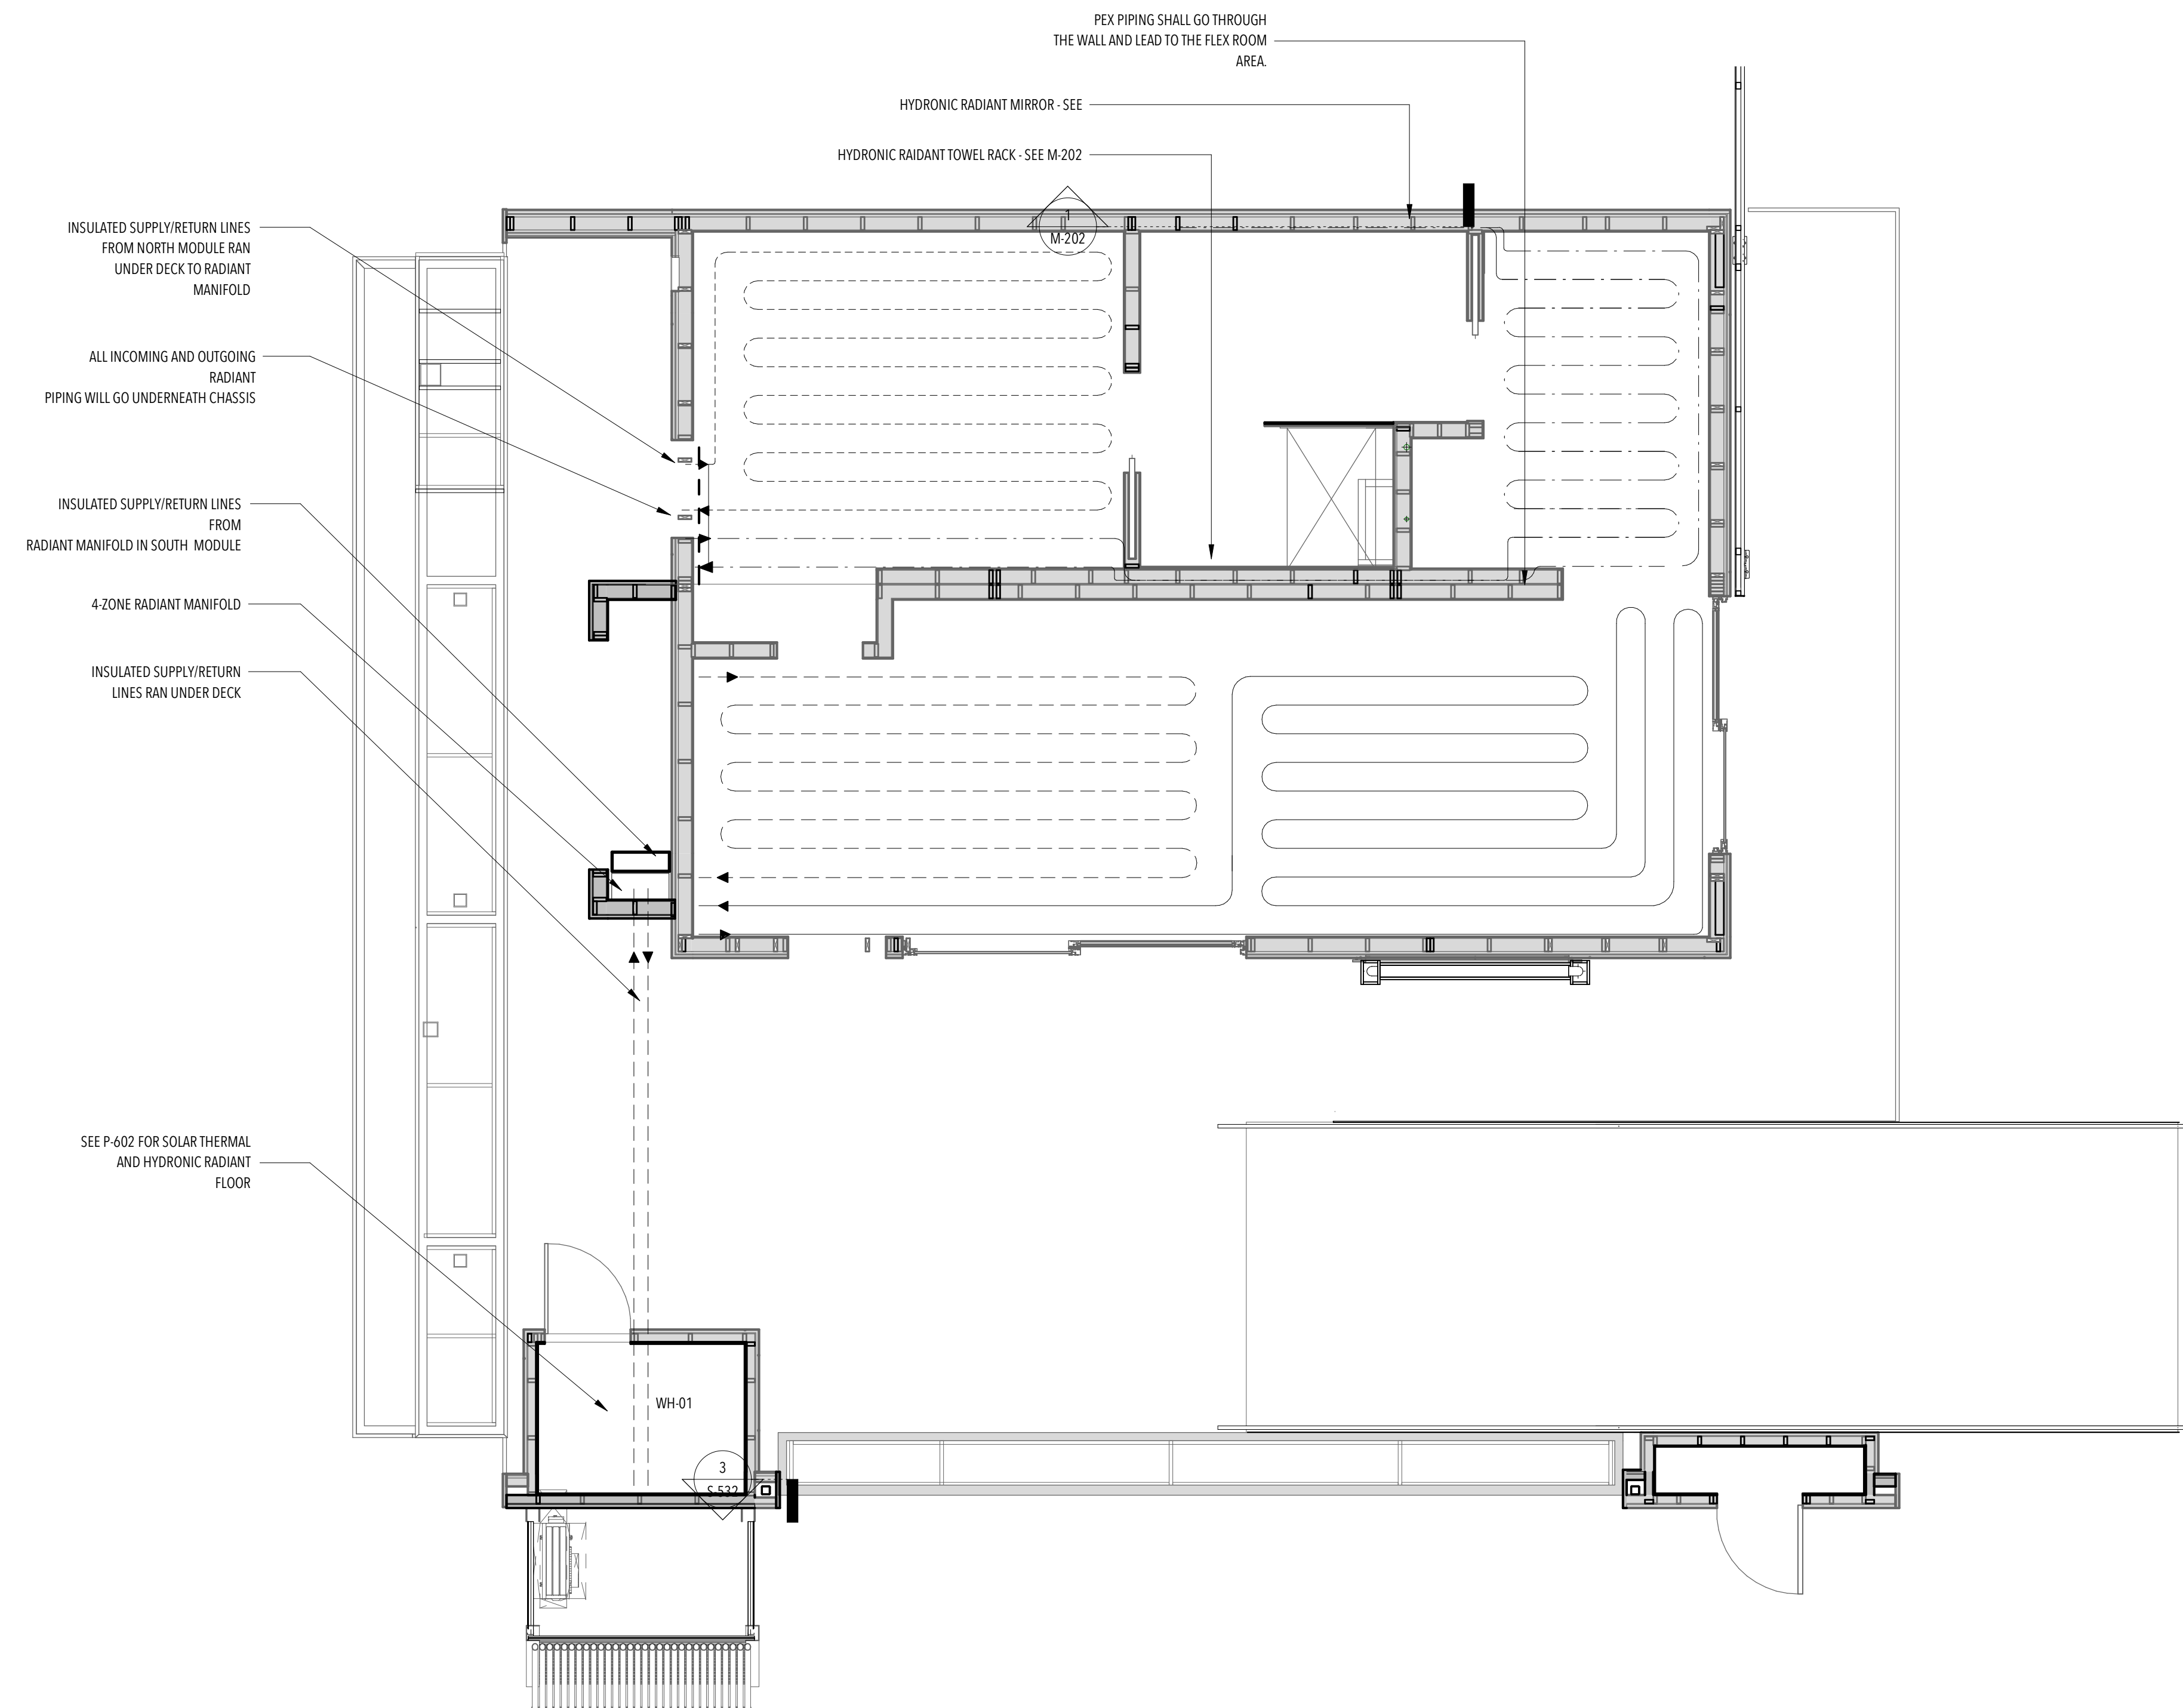 PEX PIPING SHALL GO THROUGH
THE WALL AND LEAD TO THE FLEX ROOM
AREA.
HYDRONIC RADIANT MIRROR - SEE
HYDRONIC RAIDANT TOWEL RACK - SEE M-202
1
M-202
INSULATED SUPPLY/RETURN LINES
FROM NORTH MODULE RAN
UNDER DECK TO RADIANT
MANIFOLD
ALL INCOMING AND OUTGOING
RADIANT
PIPING WILL GO UNDERNEATH CHASSIS
INSULATED SUPPLY/RETURN LINES
FROM
RADIANT MANIFOLD IN SOUTH MODULE
4-ZONE RADIANT MANIFOLD
INSULATED SUPPLY/RETURN
LINES RAN UNDER DECK
SEE P-602 FOR SOLAR THERMAL
AND HYDRONIC RADIANT
FLOOR
WH-01
3
S-532